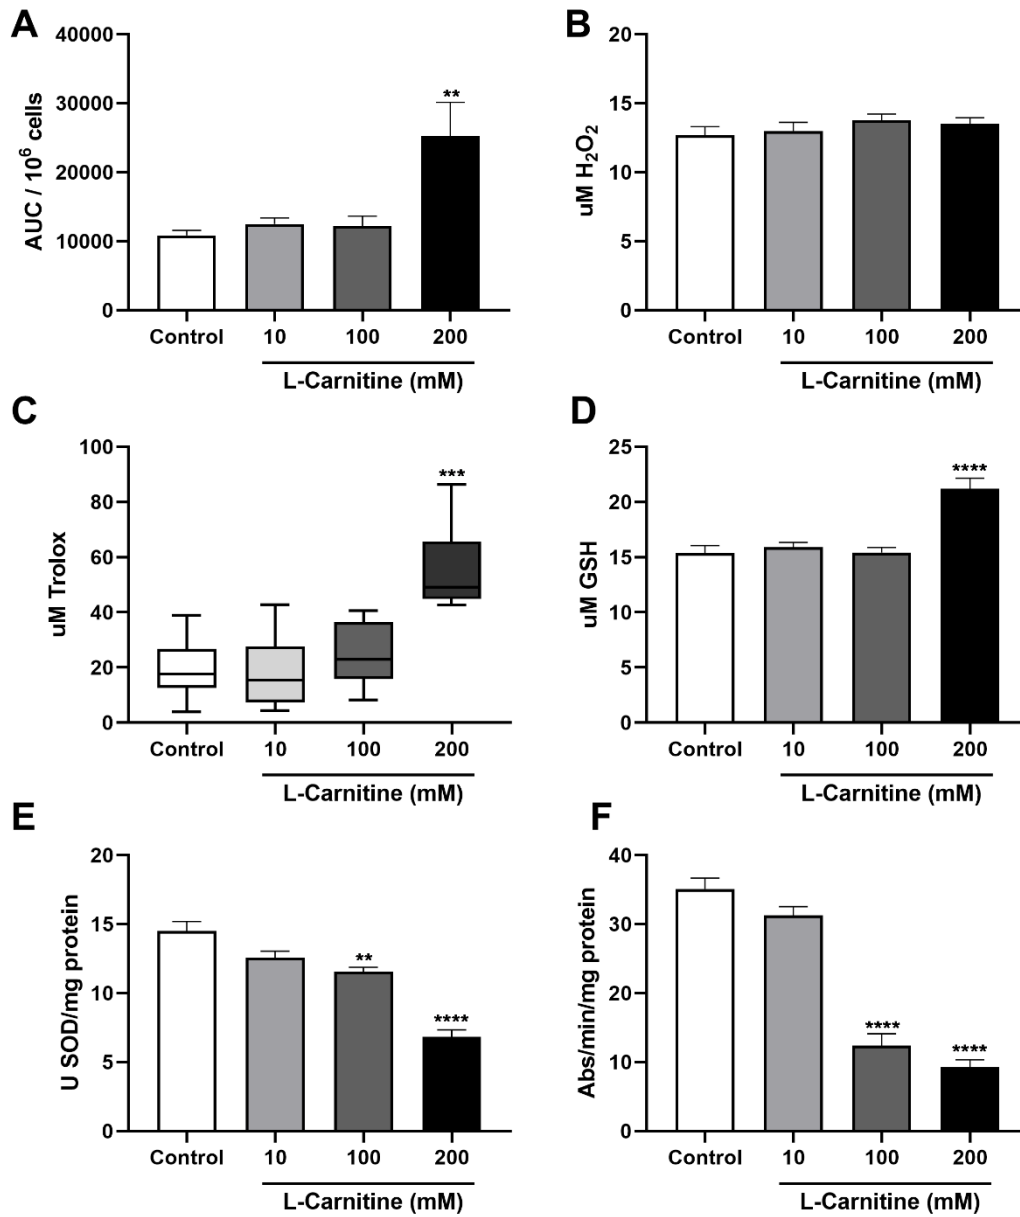 A
AUC / 10⁶ cells
40000
30000
20000
10000
0
**
Control 10 100 200
L-Carnitine (mM)
B
uM H₂O₂
20
15
10
5
0
Control 10 100 200
L-Carnitine (mM)
C
uM Trolox
100
80
60
40
20
0
***
Control 10 100 200
L-Carnitine (mM)
D
uM GSH
25
20
15
10
5
0
****
Control 10 100 200
L-Carnitine (mM)
E
U SOD/mg protein
20
15
10
5
0
**
****
Control 10 100 200
L-Carnitine (mM)
F
Abs/min/mg protein
40
30
20
10
0
****
****
Control 10 100 200
L-Carnitine (mM)